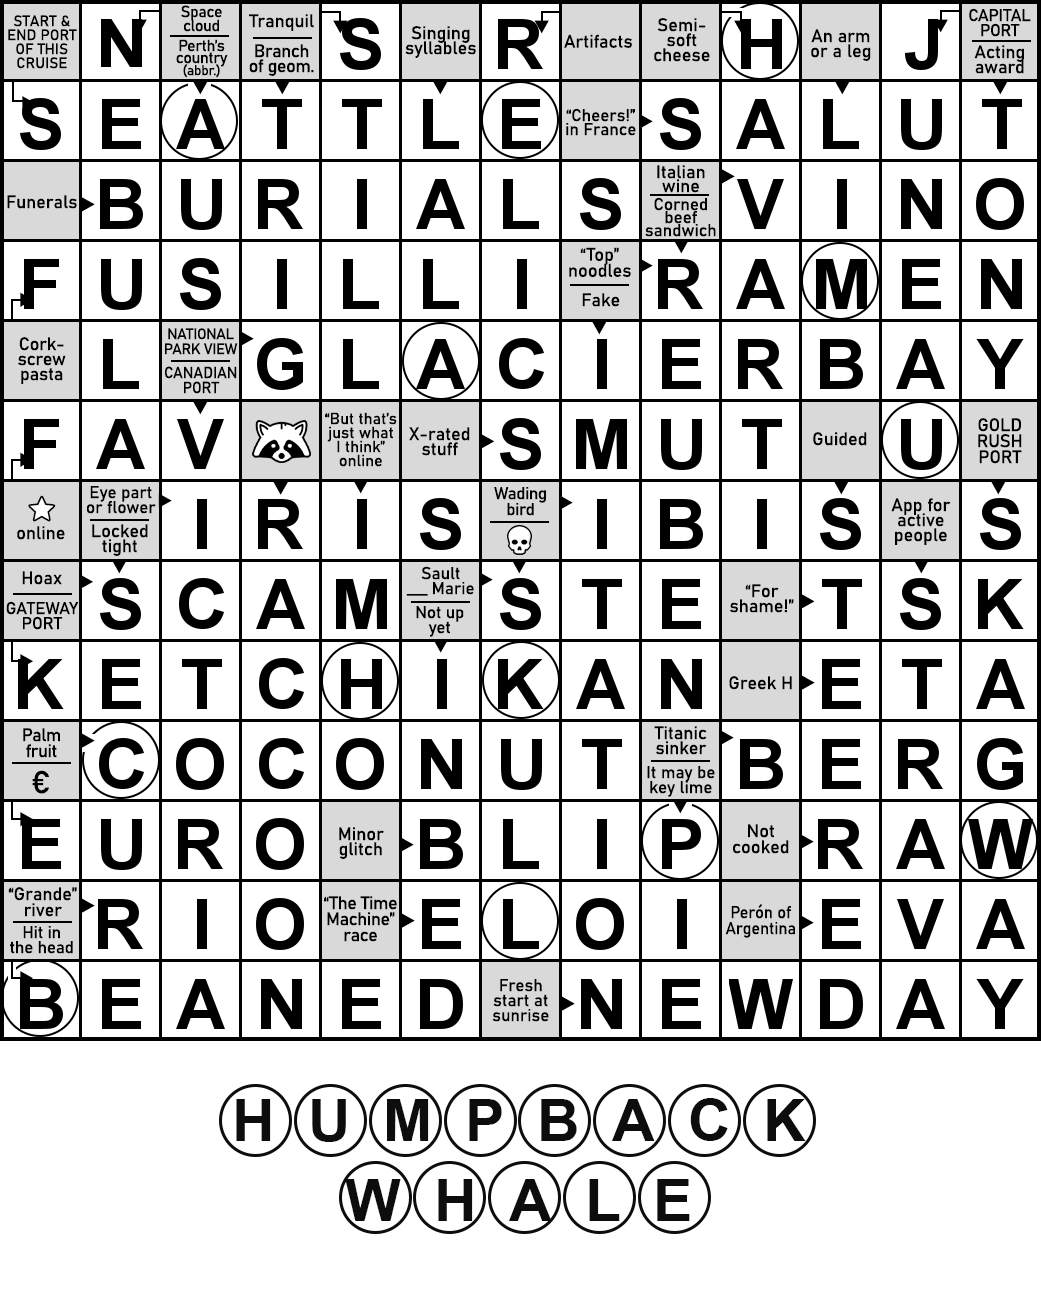 START & END PORT OF THIS CRUISE N Space cloud Perth's country (abbr.) Tranquil Branch of geom. S Singing syllables R Artifacts Semi-soft cheese H An arm or a leg J CAPITAL PORT Acting award
S E A T T L E "Cheers!" in France S A L U T
Funerals B U R I A L S Italian wine Corned beef sandwich V I N O
F U S I L L I "Top" noodles Fake R A M E N
Cork-screw pasta L NATIONAL PARK VIEW CANADIAN PORT G L A C I E R B A Y
F A V "But that's just what I think" online X-rated stuff S M U T Guided U GOLD RUSH PORT
online Eye part or flower Locked tight I R I S Wading bird I B I S App for active people S
Hoax GATEWAY PORT S C A M Sault __ Marie Not up yet S T E "For shame!" T S K
K E T C H I K A N Greek H E T A
Palm fruit € C O C O N U T Titanic sinker It may be key lime B E R G
E U R O Minor glitch B L I P Not cooked R A W
"Grande" river Hit in the head R I O "The Time Machine" race E L O I Perón of Argentina E V A
B E A N E D Fresh start at sunrise N E W D A Y
H U M P B A C K
W H A L E